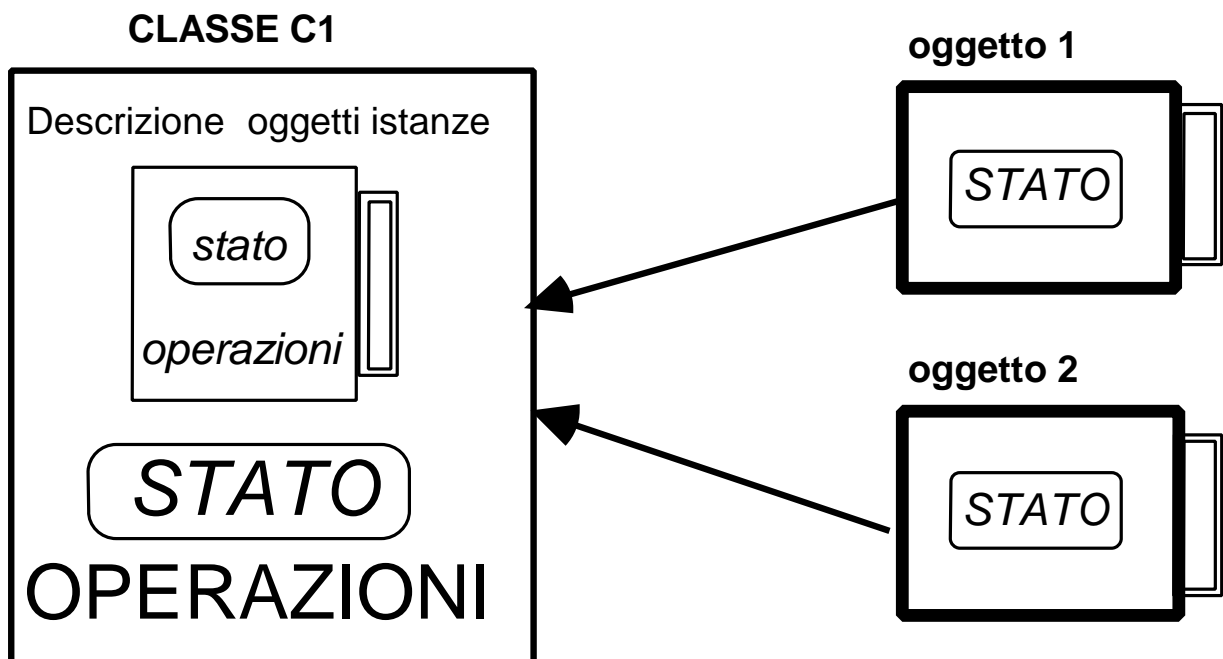 CLASSE C1
Descrizione oggetti istanze
stato
operazioni
STATO
OPERAZIONI
oggetto 1
STATO
oggetto 2
STATO